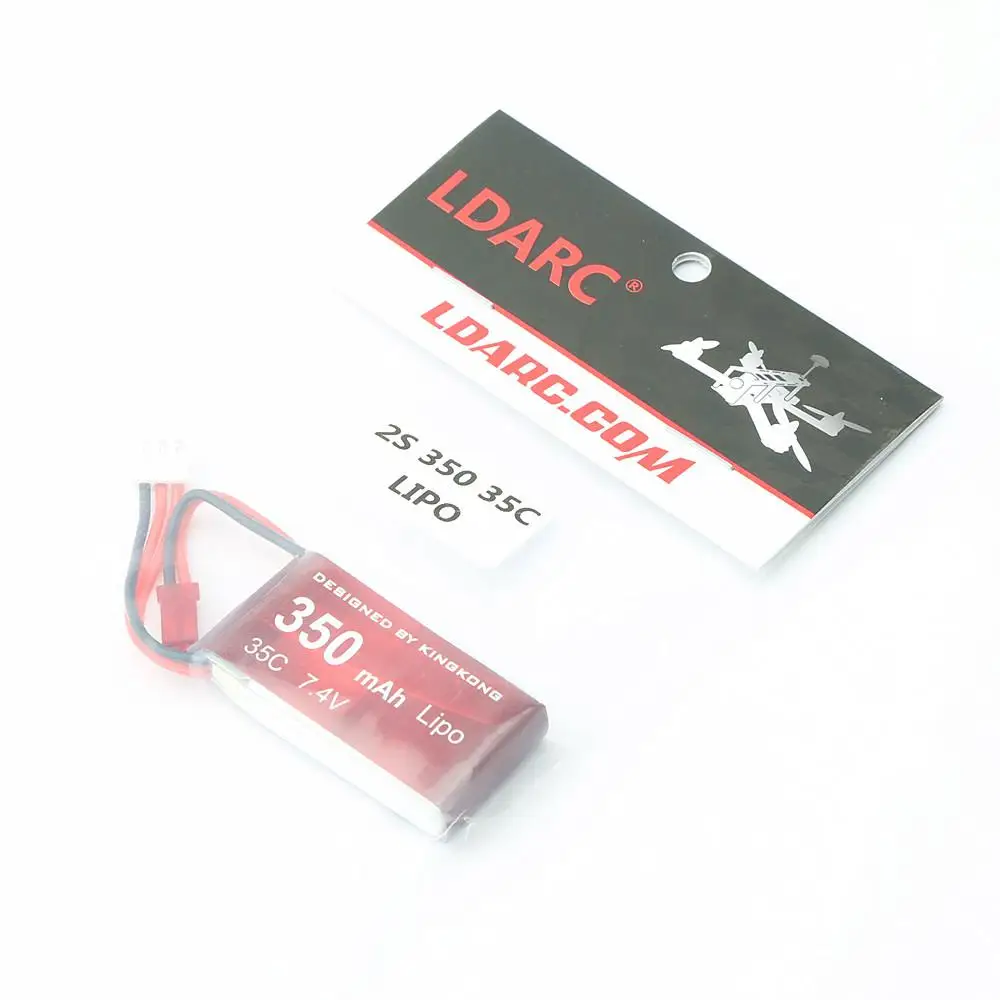 LDARC®
LDARC.COM
2S 350 35C
LIPO
DESIGNED BY KINGKONG
350 mAh Lipo
35C 7.4V